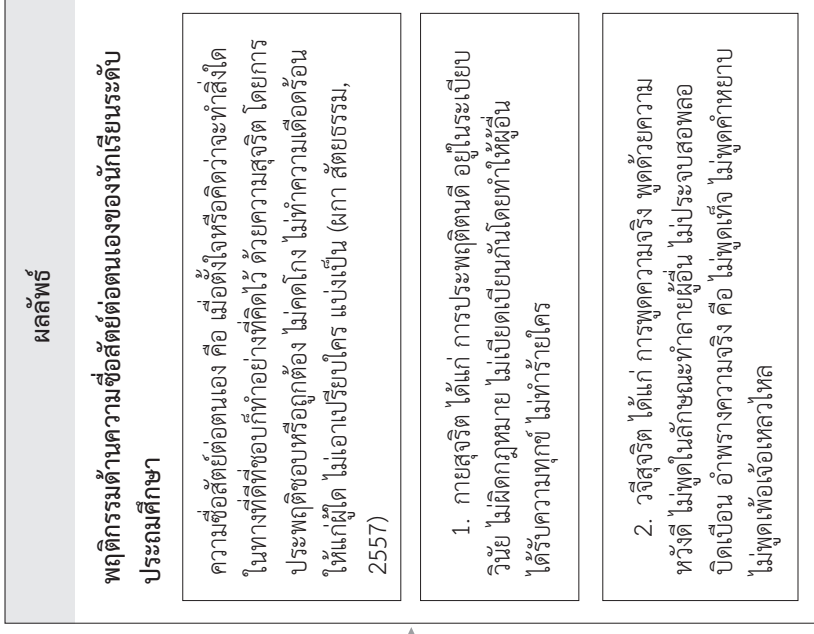 ผลลัพธ์
พฤติกรรมด้านความซื่อสัตย์ต่อตนเองของนักเรียนระดับ
ประถมศึกษา
ความซื่อสัตย์ต่อตนเอง คือ เมื่อตั้งใจหรือคิดว่าจะทำสิ่งใด
ในทางที่ดีที่ชอบก็ทำอย่างที่คิดไว้ ด้วยความสุจริต โดยการ
ประพฤติชอบหรือถูกต้อง ไม่คดโกง ไม่ทำความเดือดร้อน
ให้แก่ผู้ใด ไม่เอาเปรียบใคร แบ่งเป็น (ผกา สัตยธรรม,
2557)
1. กายสุจริต ได้แก่ การประพฤติตนดี อยู่ในระเบียบ
วินัย ไม่ผิดกฎหมาย ไม่เบียดเบียนกันโดยทำให้ผู้อื่น
ได้รับความทุกข์ ไม่ทำร้ายใคร
2. วจีสุจริต ได้แก่ การพูดความจริง พูดด้วยความ
หวังดี ไม่พูดในลักษณะทำลายผู้อื่น ไม่ประจบสอพลอ
บิดเบือน อำพรางความจริง คือ ไม่พูดเท็จ ไม่พูดคำหยาบ
ไม่พูดเพ้อเจ้อเหลวไหล